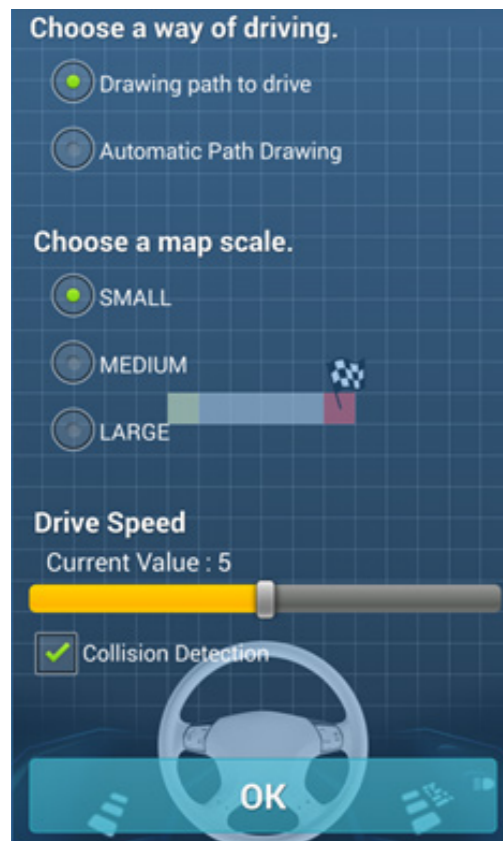 Choose a way of driving.
Drawing path to drive
Automatic Path Drawing
Choose a map scale.
SMALL
MEDIUM
LARGE
Drive Speed
Current Value : 5
Collision Detection
OK